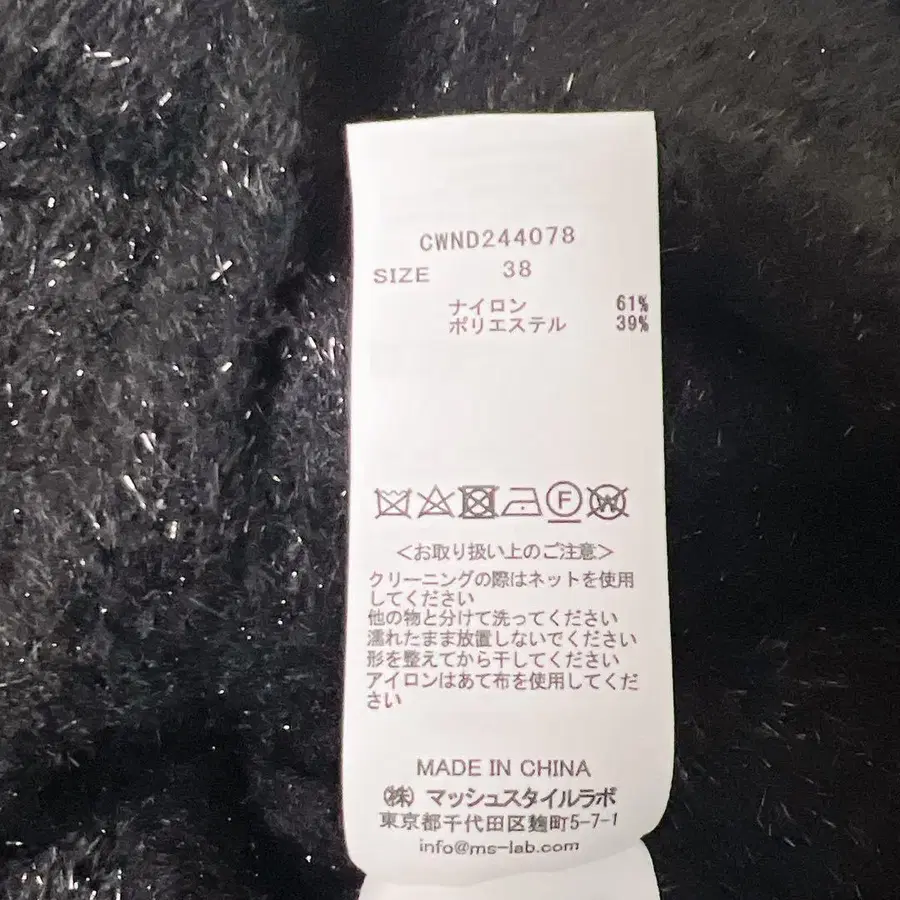 CWND244078
SIZE 38
ナイロン 61%
ポリエステル 39%
F W
<お取り扱い上のご注意>
クリーニングの際はネットを使用
してください
他の物と分けて洗ってください
濡れたまま放置しないでください
形を整えてから干してください
アイロンはあて布を使用してくだ
さい
MADE IN CHINA
㈱ マッシュスタイルラボ
東京都千代田区麹町5-7-1
info@ms-lab.com